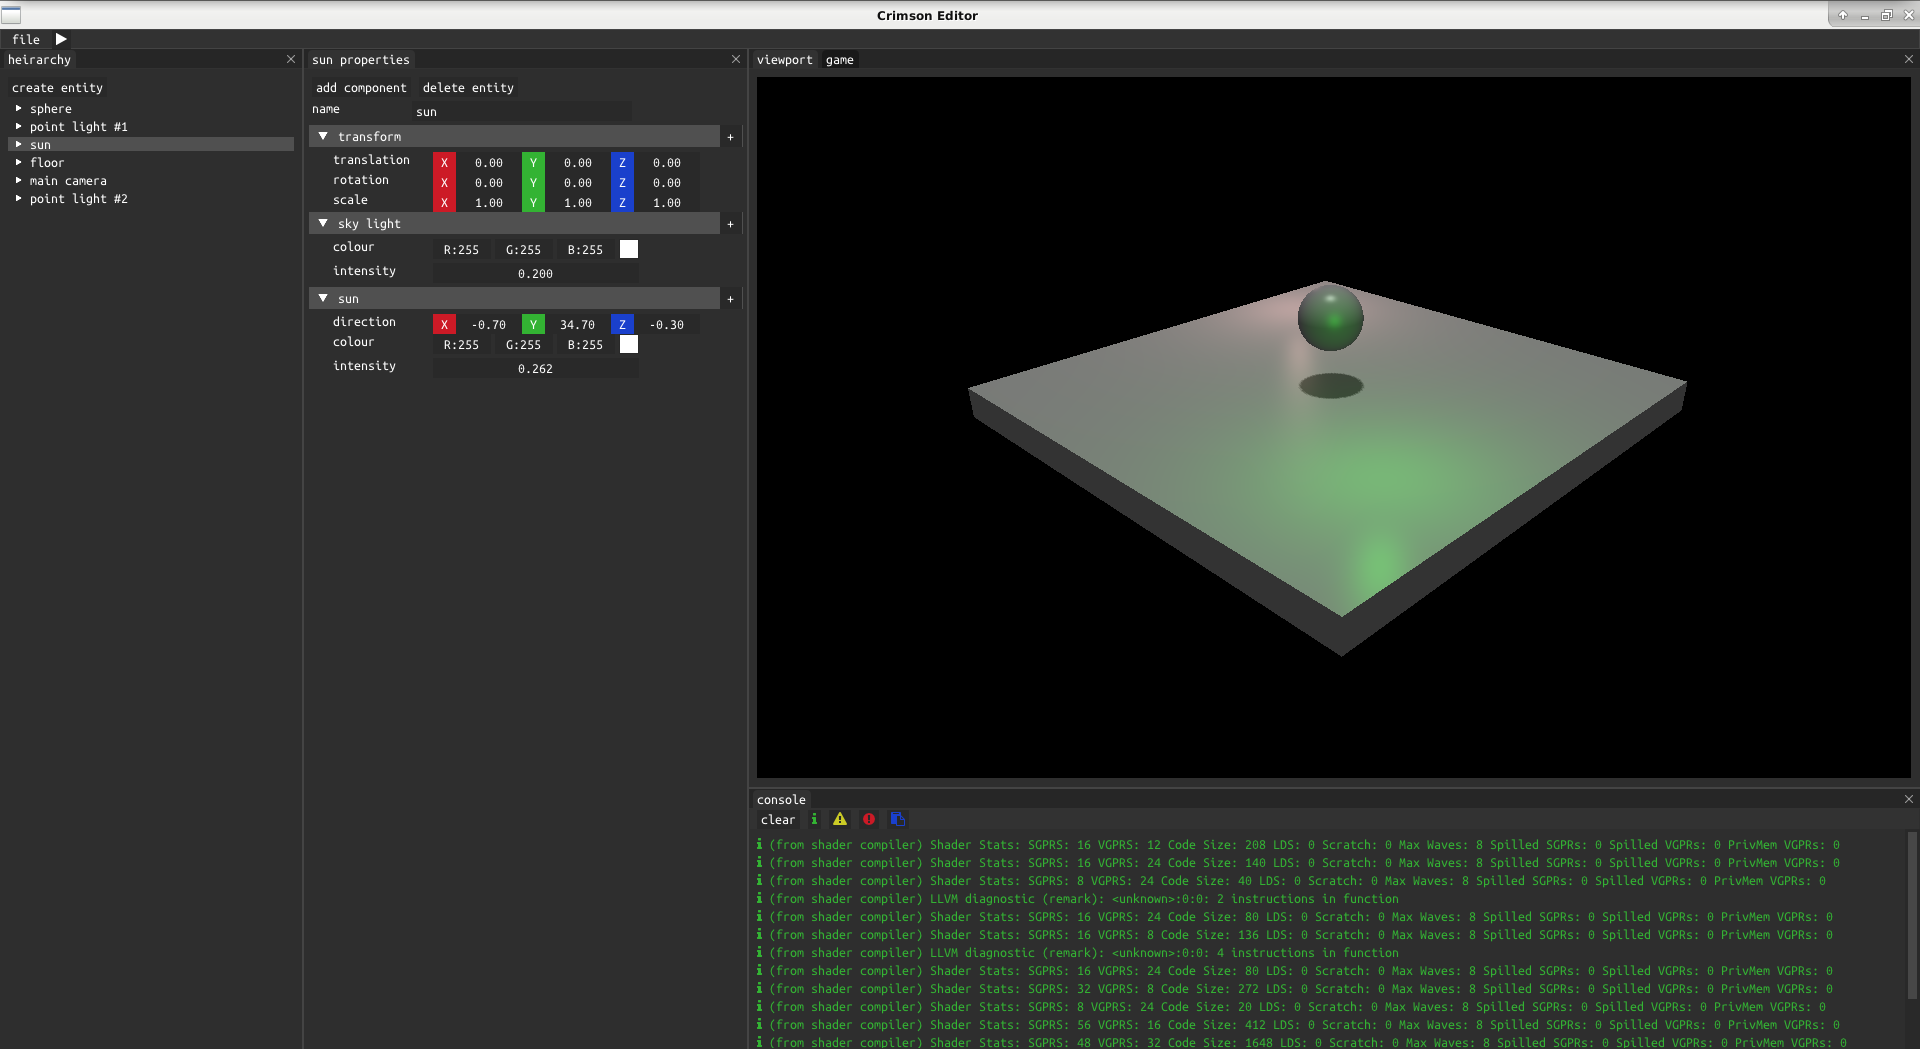 Crimson Editor
file
heirarchy
create entity
sphere
point light #1
sun
floor
main camera
point light #2
sun properties
add component delete entity
name sun
transform +
translation X 0.00 Y 0.00 Z 0.00
rotation X 0.00 Y 0.00 Z 0.00
scale X 1.00 Y 1.00 Z 1.00
sky light +
colour R:255 G:255 B:255
intensity 0.200
sun +
direction X -0.70 Y 34.70 Z -0.30
colour R:255 G:255 B:255
intensity 0.262
viewport game
console
clear
(from shader compiler) Shader Stats: SGPRS: 16 VGPRS: 12 Code Size: 208 LDS: 0 Scratch: 0 Max Waves: 8 Spilled SGPRs: 0 Spilled VGPRs: 0 PrivMem VGPRs: 0
(from shader compiler) Shader Stats: SGPRS: 16 VGPRS: 24 Code Size: 140 LDS: 0 Scratch: 0 Max Waves: 8 Spilled SGPRs: 0 Spilled VGPRs: 0 PrivMem VGPRs: 0
(from shader compiler) Shader Stats: SGPRS: 8 VGPRS: 24 Code Size: 40 LDS: 0 Scratch: 0 Max Waves: 8 Spilled SGPRs: 0 Spilled VGPRs: 0 PrivMem VGPRs: 0
(from shader compiler) LLVM diagnostic (remark): <unknown>:0:0: 2 instructions in function
(from shader compiler) Shader Stats: SGPRS: 16 VGPRS: 24 Code Size: 80 LDS: 0 Scratch: 0 Max Waves: 8 Spilled SGPRs: 0 Spilled VGPRs: 0 PrivMem VGPRs: 0
(from shader compiler) Shader Stats: SGPRS: 16 VGPRS: 8 Code Size: 136 LDS: 0 Scratch: 0 Max Waves: 8 Spilled SGPRs: 0 Spilled VGPRs: 0 PrivMem VGPRs: 0
(from shader compiler) LLVM diagnostic (remark): <unknown>:0:0: 4 instructions in function
(from shader compiler) Shader Stats: SGPRS: 16 VGPRS: 24 Code Size: 80 LDS: 0 Scratch: 0 Max Waves: 8 Spilled SGPRs: 0 Spilled VGPRs: 0 PrivMem VGPRs: 0
(from shader compiler) Shader Stats: SGPRS: 32 VGPRS: 8 Code Size: 272 LDS: 0 Scratch: 0 Max Waves: 8 Spilled SGPRs: 0 Spilled VGPRs: 0 PrivMem VGPRs: 0
(from shader compiler) Shader Stats: SGPRS: 8 VGPRS: 24 Code Size: 20 LDS: 0 Scratch: 0 Max Waves: 8 Spilled SGPRs: 0 Spilled VGPRs: 0 PrivMem VGPRs: 0
(from shader compiler) Shader Stats: SGPRS: 56 VGPRS: 16 Code Size: 412 LDS: 0 Scratch: 0 Max Waves: 8 Spilled SGPRs: 0 Spilled VGPRs: 0 PrivMem VGPRs: 0
(from shader compiler) Shader Stats: SGPRS: 48 VGPRS: 32 Code Size: 1648 LDS: 0 Scratch: 0 Max Waves: 8 Spilled SGPRs: 0 Spilled VGPRs: 0 PrivMem VGPRs: 0